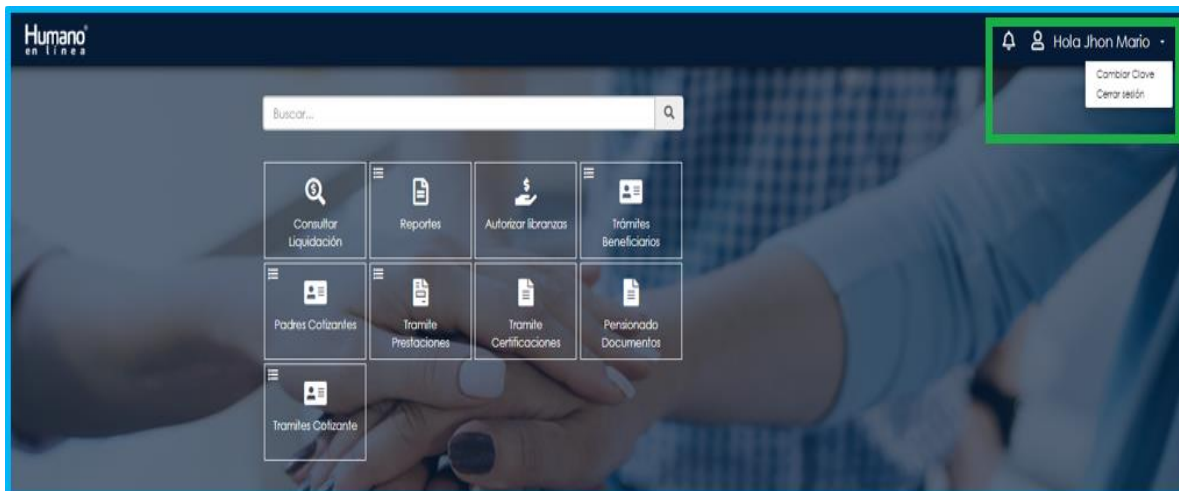 Humano®
en línea
Hola Jhon Mario
Cambiar Clave
Cerrar sesión
Buscar...
Consultar
Liquidación
Reportes
Autorizar libranzas
Trámites
Beneficiarios
Padres Cotizantes
Tramite
Prestaciones
Tramite
Certificaciones
Pensionado
Documentos
Tramites Cotizante